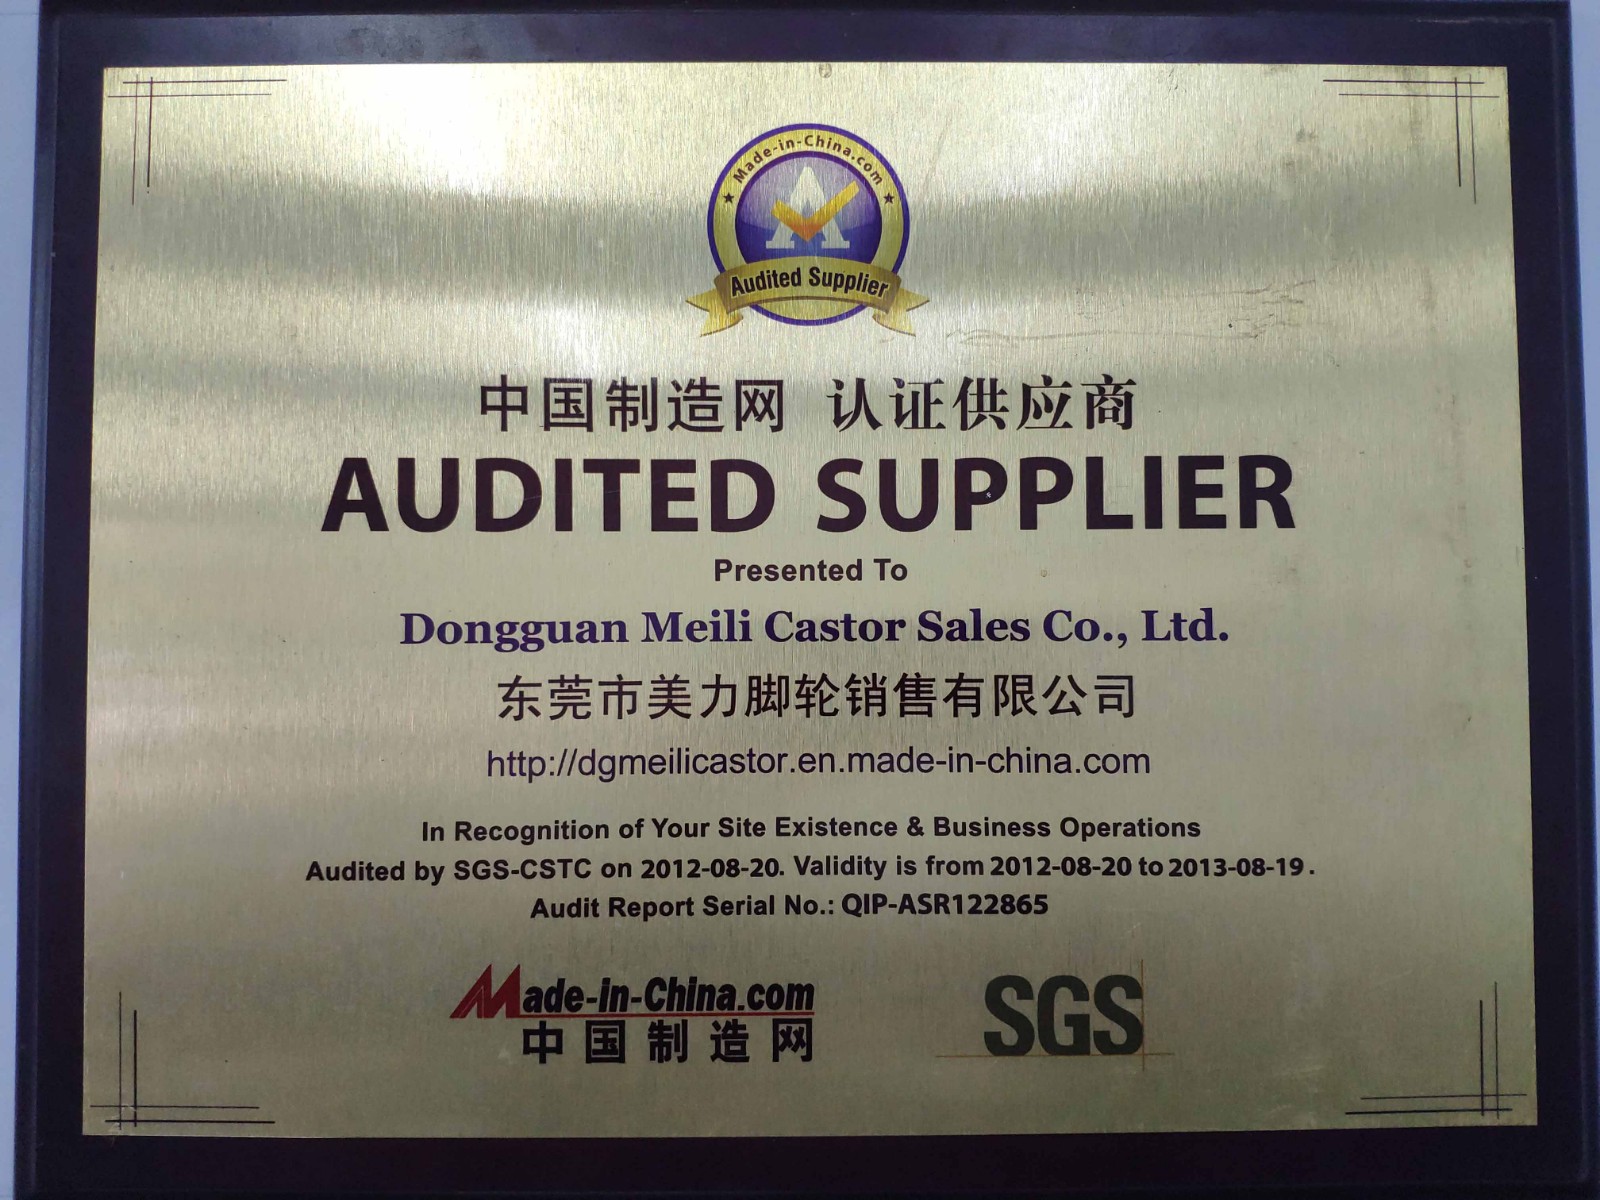 Made-in-China.com
Audited Supplier
中国制造网 认证供应商
AUDITED SUPPLIER
Presented To
Dongguan Meili Castor Sales Co., Ltd.
东莞市美力脚轮销售有限公司
http://dgmeilicastor.en.made-in-china.com
In Recognition of Your Site Existence & Business Operations
Audited by SGS-CSTC on 2012-08-20. Validity is from 2012-08-20 to 2013-08-19.
Audit Report Serial No.: QIP-ASR122865
Made-in-China.com
中国制造网
SGS